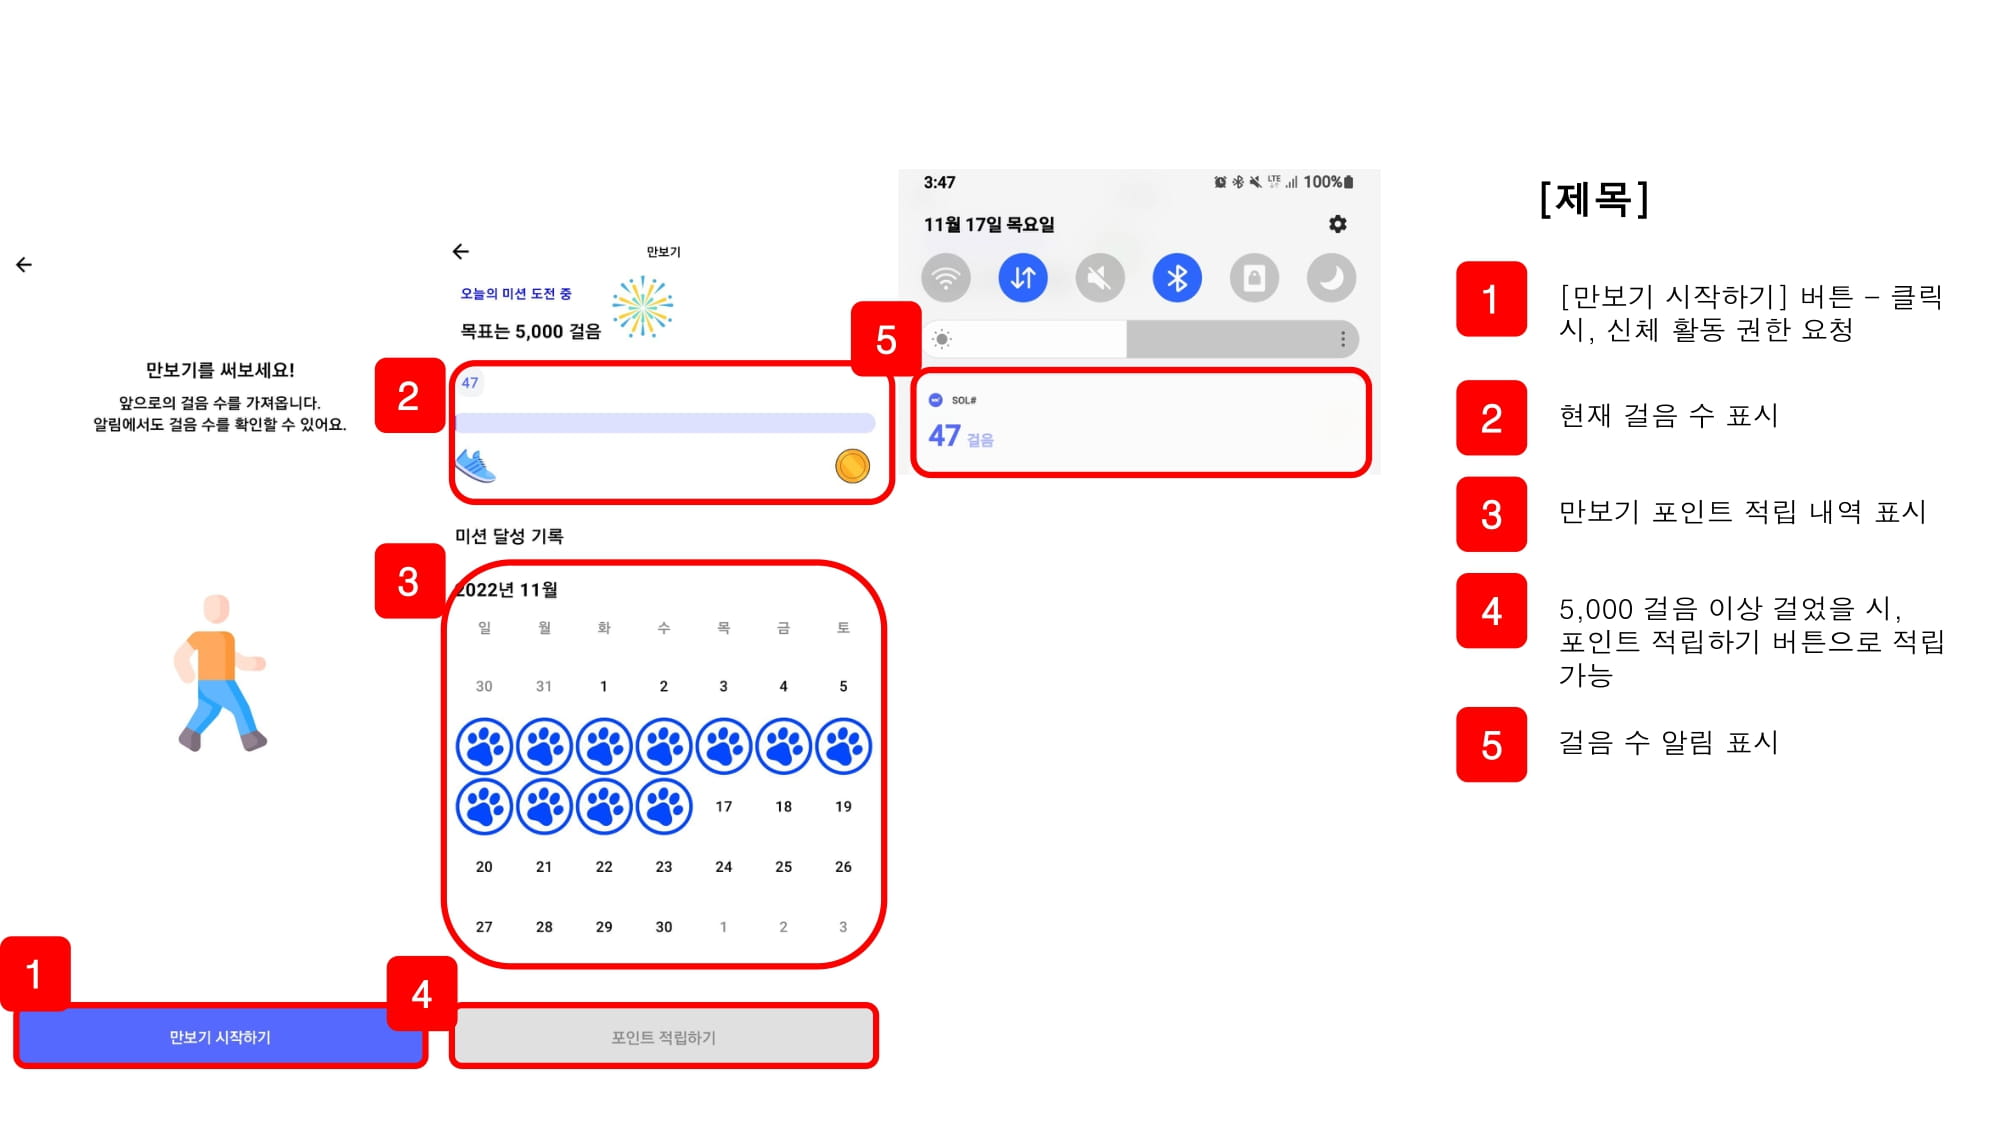 만보기를 써보세요!
앞으로의 걸음 수를 가져옵니다.
알림에서도 걸음 수를 확인할 수 있어요.
1
만보기 시작하기
만보기
오늘의 미션 도전 중
목표는 5,000 걸음
2
47
미션 달성 기록
3
2022년 11월
일 월 화 수 목 금 토
30 31 1 2 3 4 5
17 18 19
20 21 22 23 24 25 26
27 28 29 30 1 2 3
4
포인트 적립하기
3:47
LTE 100%
11월 17일 목요일
5
SOL#
47 걸음
[제목]
1
[만보기 시작하기] 버튼 – 클릭
시, 신체 활동 권한 요청
2
현재 걸음 수 표시
3
만보기 포인트 적립 내역 표시
4
5,000 걸음 이상 걸었을 시,
포인트 적립하기 버튼으로 적립
가능
5
걸음 수 알림 표시